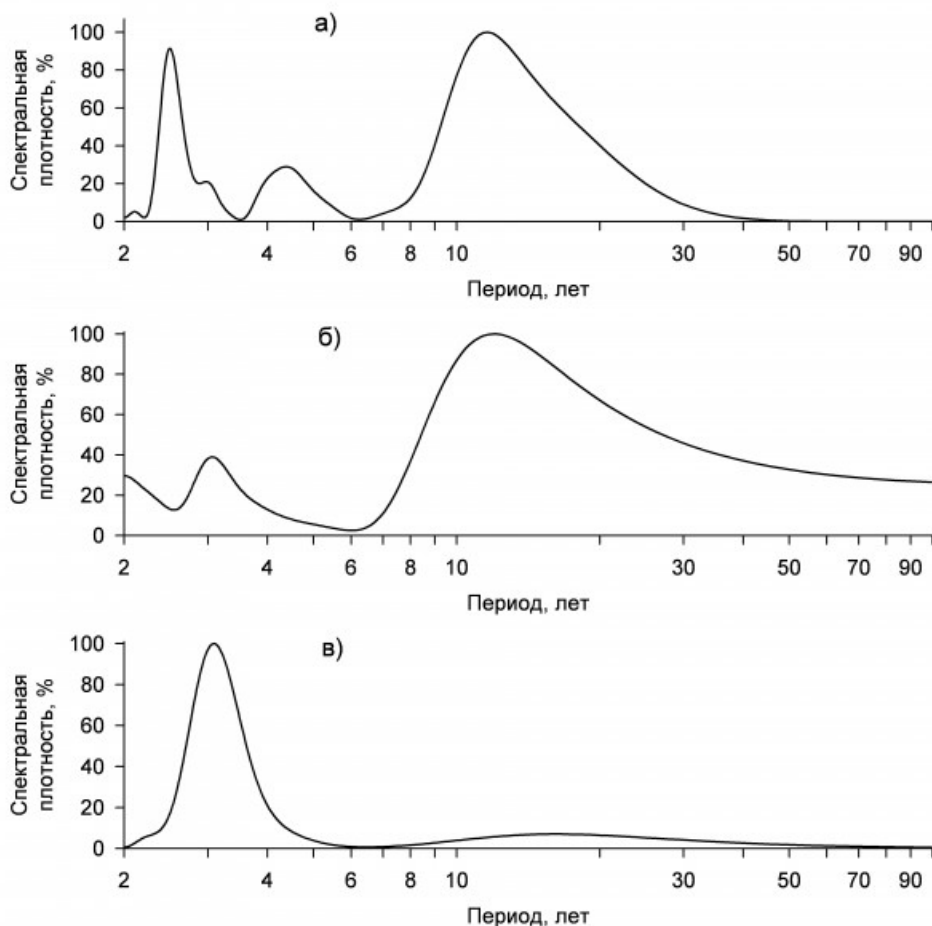 а)
Спектральная
плотность, %
100
80
60
40
20
0
2 4 6 8 10 30 50 70 90
Период, лет
б)
Спектральная
плотность, %
100
80
60
40
20
0
2 4 6 8 10 30 50 70 90
Период, лет
в)
Спектральная
плотность, %
100
80
60
40
20
0
2 4 6 8 10 30 50 70 90
Период, лет